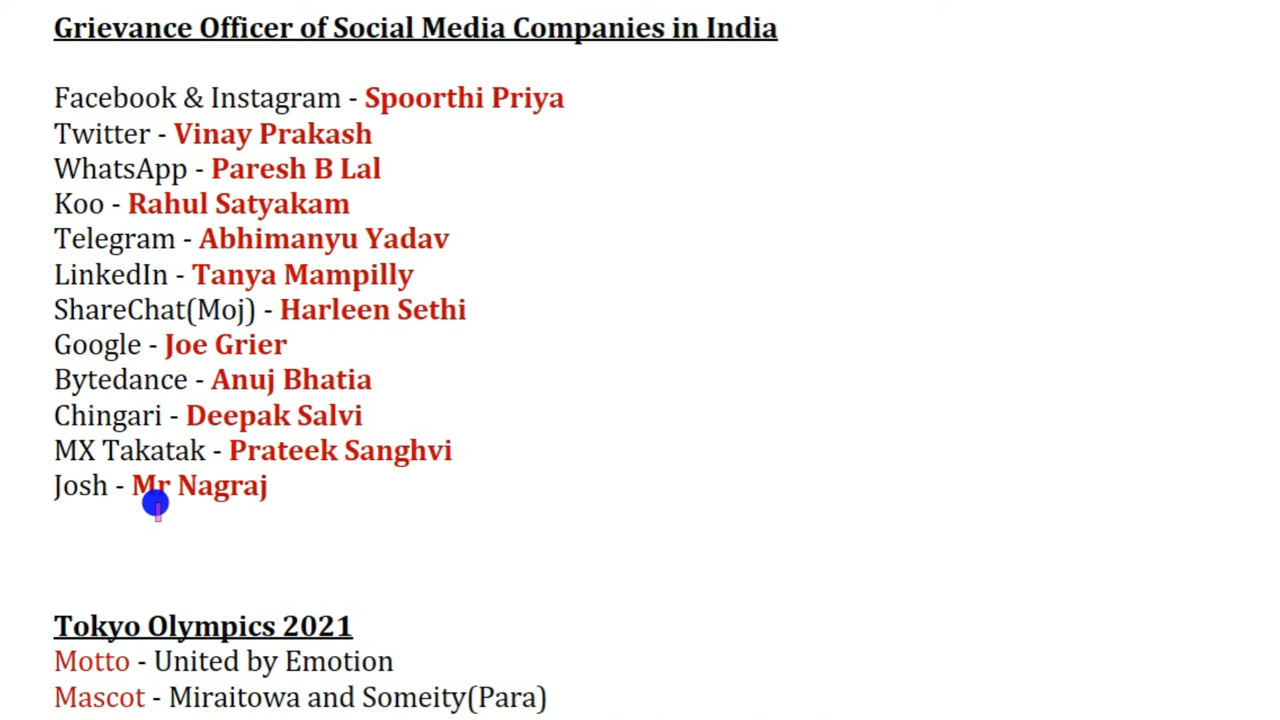 Grievance Officer of Social Media Companies in India
Facebook & Instagram - Spoorthi Priya
Twitter - Vinay Prakash
WhatsApp - Paresh B Lal
Koo - Rahul Satyakam
Telegram - Abhimanyu Yadav
LinkedIn - Tanya Mampilly
ShareChat(Moj) - Harleen Sethi
Google - Joe Grier
Bytedance - Anuj Bhatia
Chingari - Deepak Salvi
MX Takatak - Prateek Sanghvi
Josh - Mr Nagraj
Tokyo Olympics 2021
Motto - United by Emotion
Mascot - Miraitowa and Someity(Para)